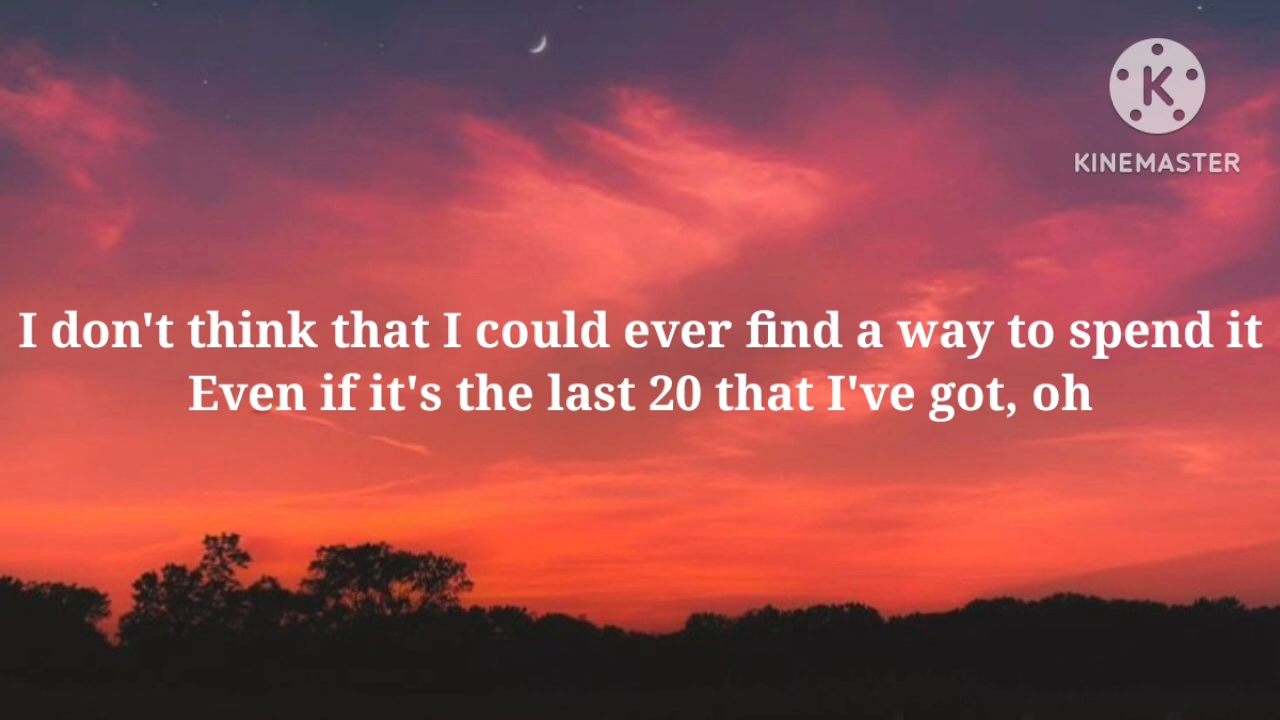 K
KINEMASTER
I don't think that I could ever find a way to spend it
Even if it's the last 20 that I've got, oh